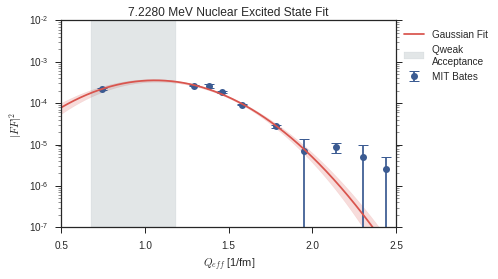 7.2280 MeV Nuclear Excited State Fit
10^-2
10^-3
10^-4
10^-5
10^-6
10^-7
|FF|^2
0.5 1.0 1.5 2.0 2.5
Q_eff [1/fm]
Gaussian Fit
Qweak
Acceptance
MIT Bates